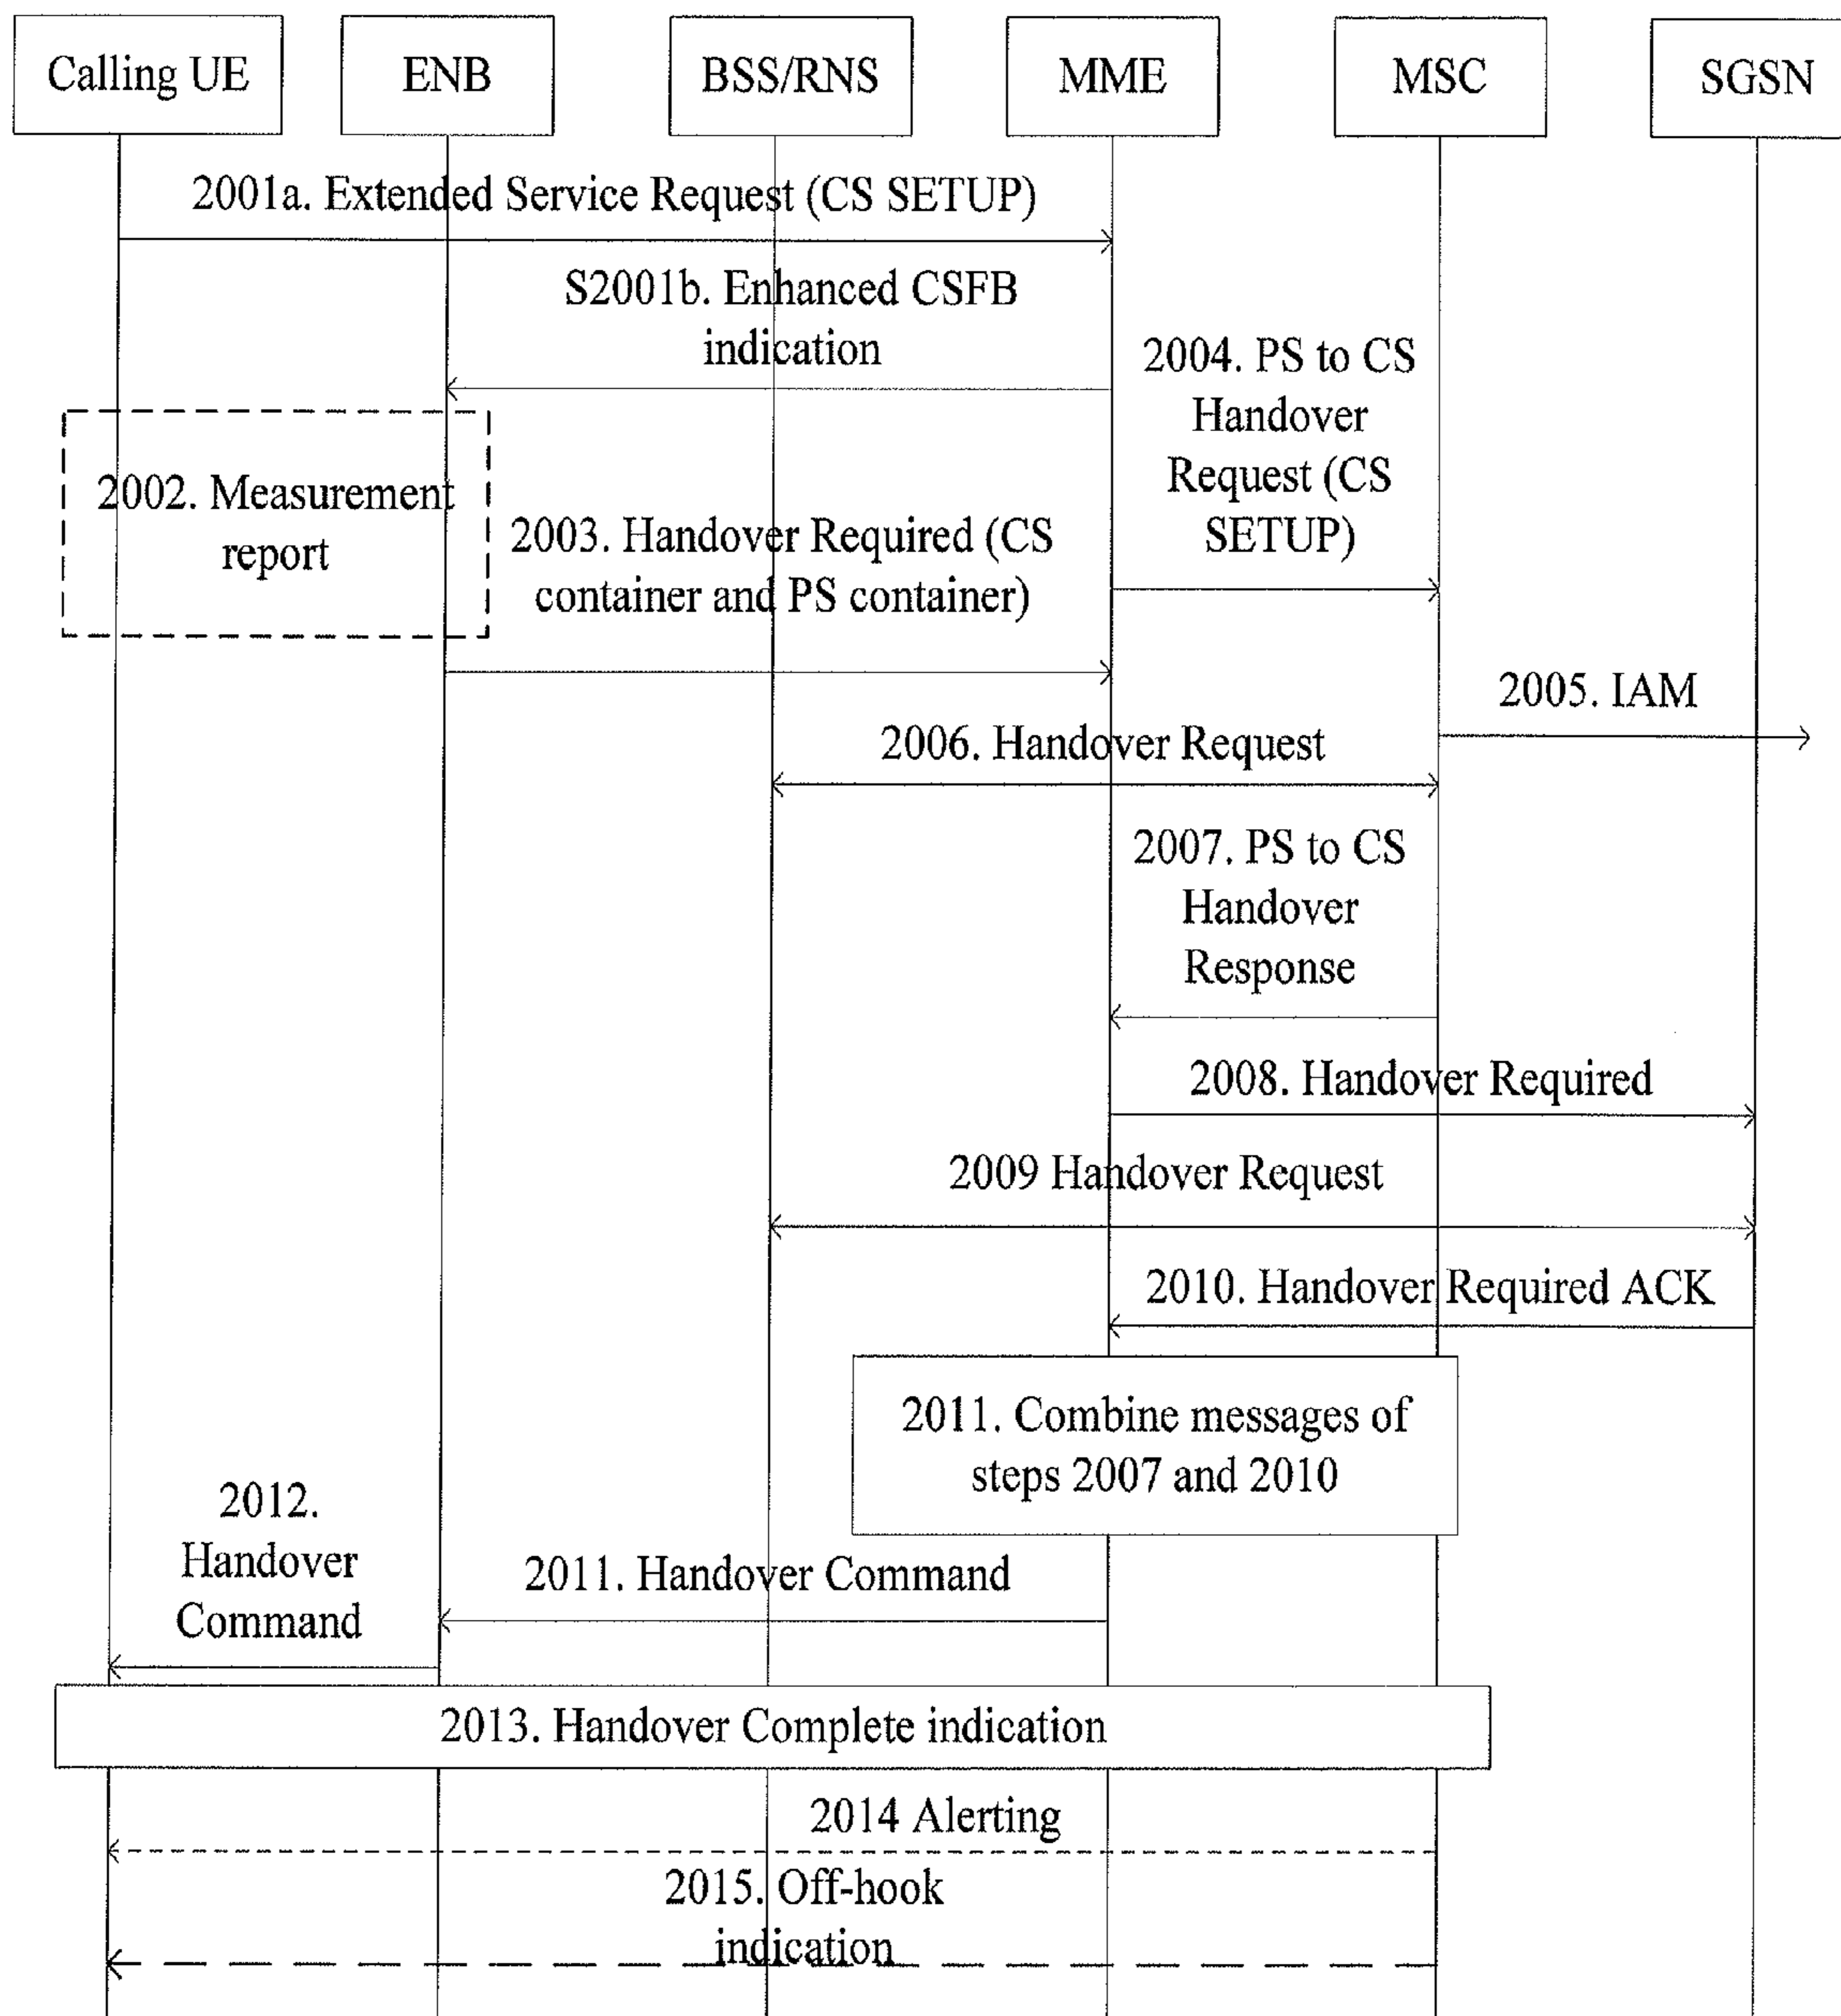 Calling UE
ENB
BSS/RNS
MME
MSC
SGSN
2001a. Extended Service Request (CS SETUP)
S2001b. Enhanced CSFB
indication
2004. PS to CS
Handover
Request (CS
SETUP)
2002. Measurement
report
2003. Handover Required (CS
container and PS container)
2005. IAM
2006. Handover Request
2007. PS to CS
Handover
Response
2008. Handover Required
2009 Handover Request
2010. Handover Required ACK
2011. Combine messages of
steps 2007 and 2010
2012.
Handover
Command
2011. Handover Command
2013. Handover Complete indication
2014 Alerting
2015. Off-hook
indication